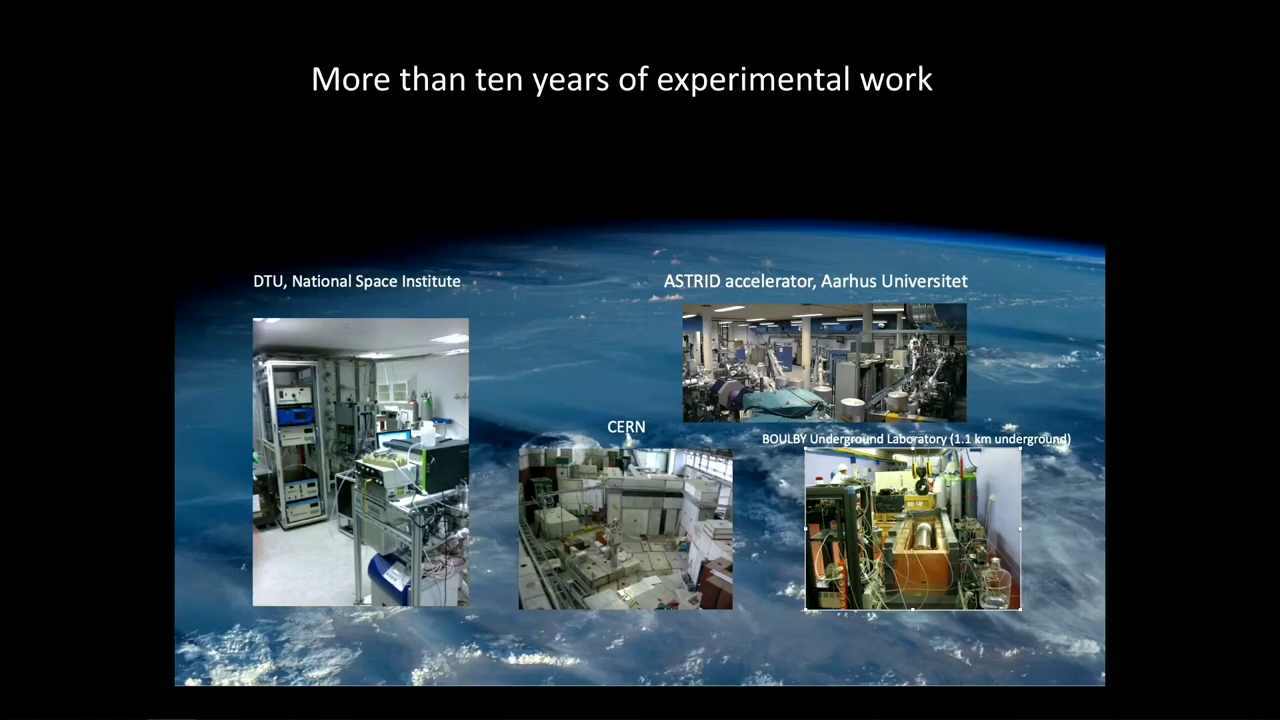 More than ten years of experimental work
DTU, National Space Institute
ASTRID accelerator, Aarhus Universitet
CERN
BOULBY Underground Laboratory (1.1 km underground)